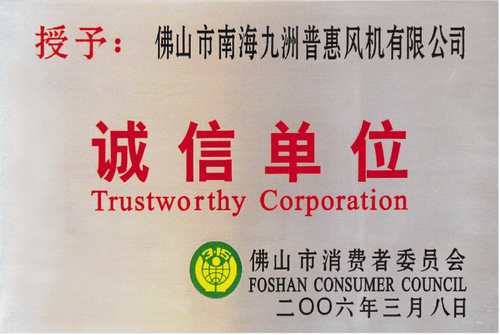 授予：佛山市南海九洲普惠风机有限公司
诚信单位
Trustworthy Corporation
3·15
佛山市消费者委员会
FOSHAN CONSUMER COUNCIL
二〇〇六年三月八日